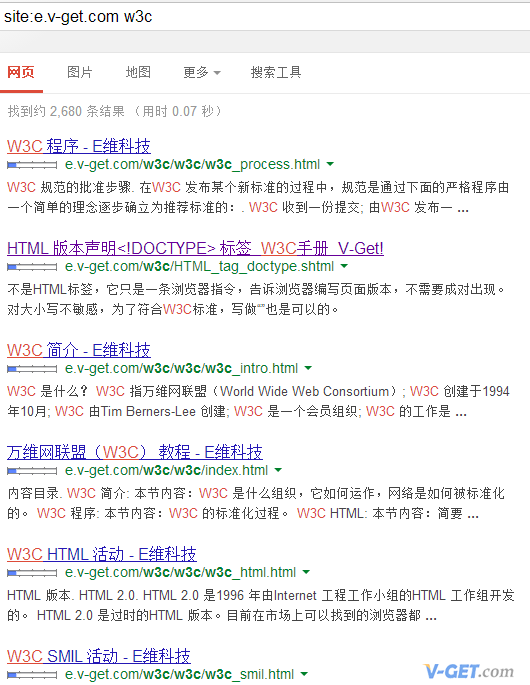 site:e.v-get.com w3c
网页 图片 地图 更多 搜索工具
找到约 2,680 条结果 （用时 0.07 秒）
W3C 程序 - E维科技
e.v-get.com/w3c/w3c/w3c_process.html
W3C 规范的批准步骤. 在W3C 发布某个新标准的过程中，规范是通过下面的严格程序由
一个简单的理念逐步确立为推荐标准的：. W3C 收到一份提交; 由W3C 发布一 ...
HTML 版本声明<!DOCTYPE> 标签_W3C手册_V-Get!
e.v-get.com/w3c/HTML_tag_doctype.shtml
不是HTML标签，它只是一条浏览器指令，告诉浏览器编写页面版本，不需要成对出现。
对大小写不敏感，为了符合W3C标准，写做“”也是可以的。
W3C 简介 - E维科技
e.v-get.com/w3c/w3c/w3c_intro.html
W3C 是什么？ W3C 指万维网联盟（World Wide Web Consortium）; W3C 创建于1994
年10月; W3C 由Tim Berners-Lee 创建; W3C 是一个会员组织; W3C 的工作是 ...
万维网联盟（W3C） 教程 - E维科技
e.v-get.com/w3c/w3c/index.html
内容目录. W3C 简介: 本节内容：W3C 是什么组织，它如何运作，网络是如何被标准化
的。 W3C 程序: 本节内容：W3C 的标准化过程。 W3C HTML: 本节内容：简要 ...
W3C HTML 活动 - E维科技
e.v-get.com/w3c/w3c/w3c_html.html
HTML 版本. HTML 2.0. HTML 2.0 是1996 年由Internet 工程工作小组的HTML 工作组开发
的。 HTML 2.0 是过时的HTML 版本。目前在市场上可以找到的浏览器都 ...
W3C SMIL 活动 - E维科技
e.v-get.com/w3c/w3c/w3c_smil.html
V-GET.com